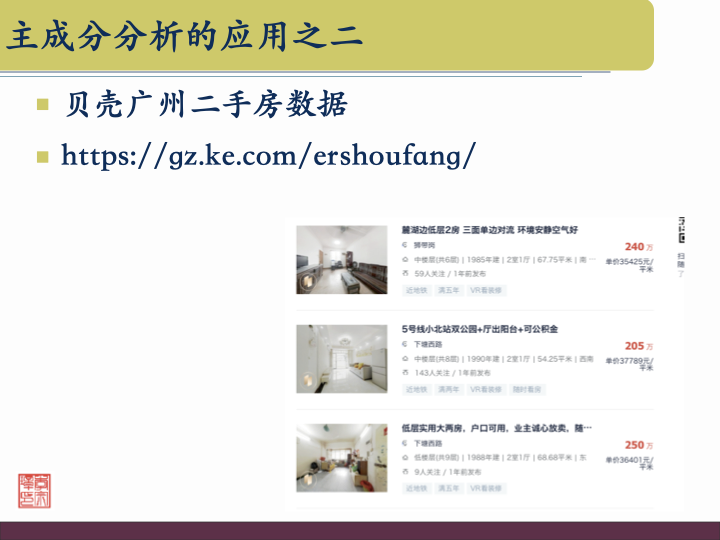 主成分分析的应用之二
贝壳广州二手房数据
https://gz.ke.com/ershoufang/
麓湖边低层2房 三面单边对流 环境安静空气好
狮带岗
中楼层(共6层) | 1985年建 | 2室1厅 | 67.75平米 | 南 ···
59人关注 / 1年前发布
近地铁 满五年 VR看装修
240万
单价35425元/
平米
扫
随
了
5号线小北站双公园+厅出阳台+可公积金
下塘西路
中楼层(共8层) | 1990年建 | 2室1厅 | 54.25平米 | 西南
143人关注 / 1年前发布
近地铁 满两年 VR看装修 随时看房
205万
单价37789元/
平米
低层实用大两房，户口可用，业主诚心放卖，随···
下塘西路
低楼层(共9层) | 1988年建 | 2室1厅 | 68.68平米 | 东
9人关注 / 1年前发布
近地铁 满五年 VR看装修
250万
单价36401元/
平米